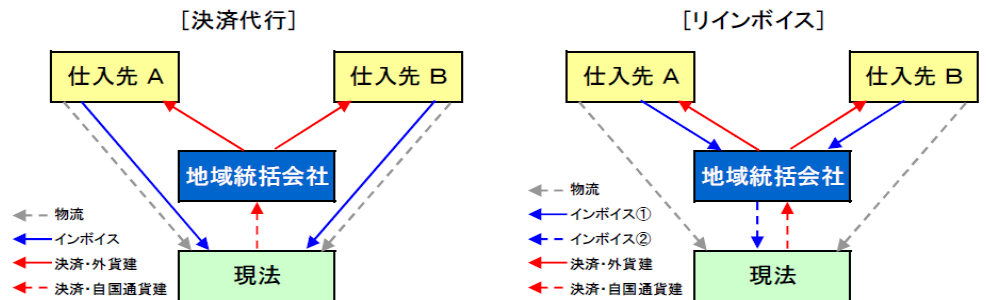 [決済代行]
仕入先 A
仕入先 B
地域統括会社
現法
物流
インボイス
決済・外貨建
決済・自国通貨建
[リインボイス]
仕入先 A
仕入先 B
地域統括会社
現法
物流
インボイス①
インボイス②
決済・外貨建
決済・自国通貨建